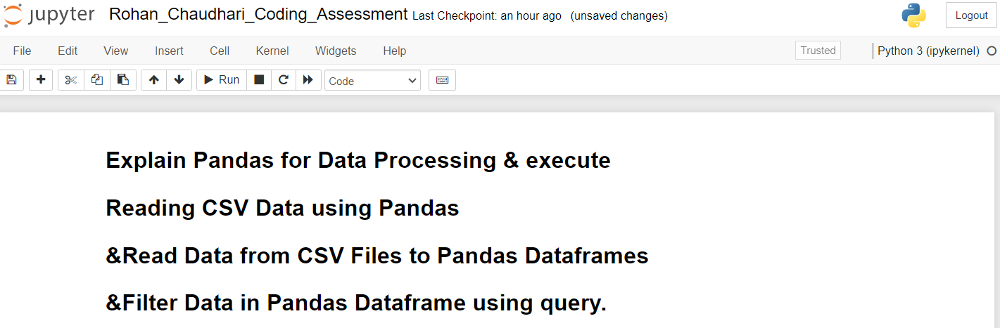 jupyter Rohan_Chaudhari_Coding_Assessment Last Checkpoint: an hour ago (unsaved changes) Logout
File Edit View Insert Cell Kernel Widgets Help Trusted Python 3 (ipykernel)
Run Code
Explain Pandas for Data Processing & execute
Reading CSV Data using Pandas
&Read Data from CSV Files to Pandas Dataframes
&Filter Data in Pandas Dataframe using query.